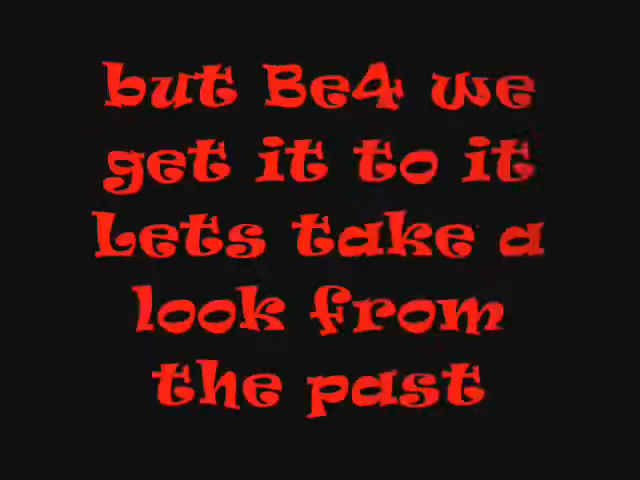 but Be4 we
get it to it
Lets take a
look from
the past